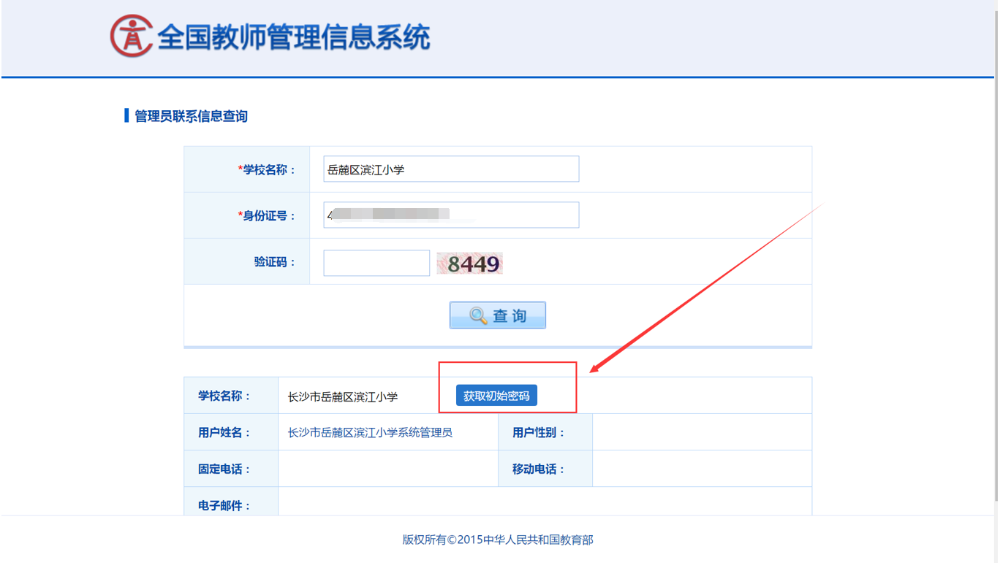 全国教师管理信息系统
管理员联系信息查询
*学校名称： 岳麓区滨江小学
*身份证号： 4
验证码： 8449
查 询
学校名称： 长沙市岳麓区滨江小学 获取初始密码
用户姓名： 长沙市岳麓区滨江小学系统管理员 用户性别：
固定电话： 移动电话：
电子邮件：
版权所有©2015中华人民共和国教育部